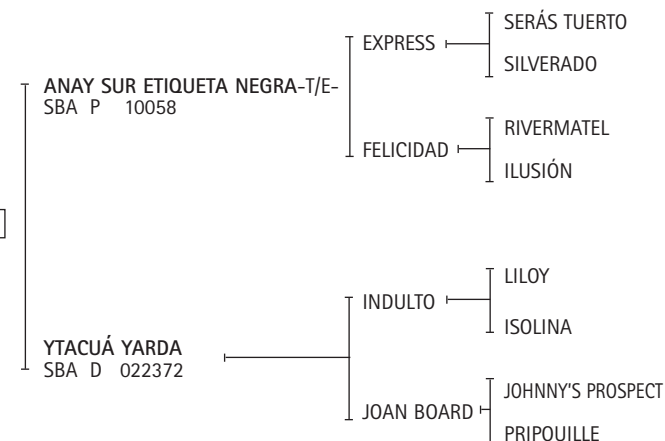 SERÁS TUERTO
EXPRESS
SILVERADO
ANAY SUR ETIQUETA NEGRA-T/E-
SBA P 10058
RIVERMATEL
FELICIDAD
ILUSIÓN
LILOY
INDULTO
ISOLINA
YTACUÁ YARDA
SBA D 022372
JOHNNY'S PROSPECT
JOAN BOARD
PRIPOUILLE